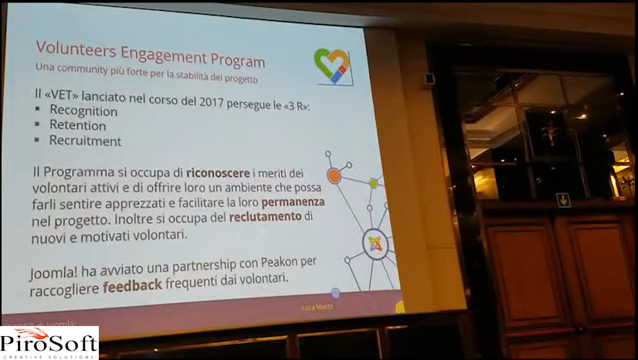 Volunteers Engagement Program
Una community più forte per la stabilità del progetto
Il «VET» lanciato nel corso del 2017 persegue le «3 R»:
▪ Recognition
▪ Retention
▪ Recruitment
Il Programma si occupa di riconoscere i meriti dei
volontari attivi e di offrire loro un ambiente che possa
farli sentire apprezzati e facilitare la loro permanenza
nel progetto. Inoltre si occupa del reclutamento di
nuovi e motivati volontari.
Joomla! ha avviato una partnership con Peakon per
raccogliere feedback frequenti dai volontari.
Luca Marzo
di Joomla!
PiroSoft
CREATIVE SOLUTIONS